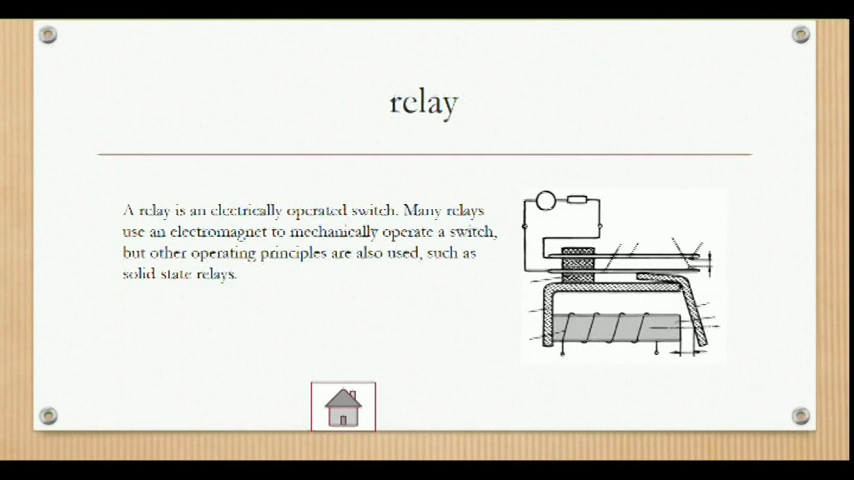 relay
A relay is an electrically operated switch. Many relays
use an electromagnet to mechanically operate a switch,
but other operating principles are also used, such as
solid state relays.